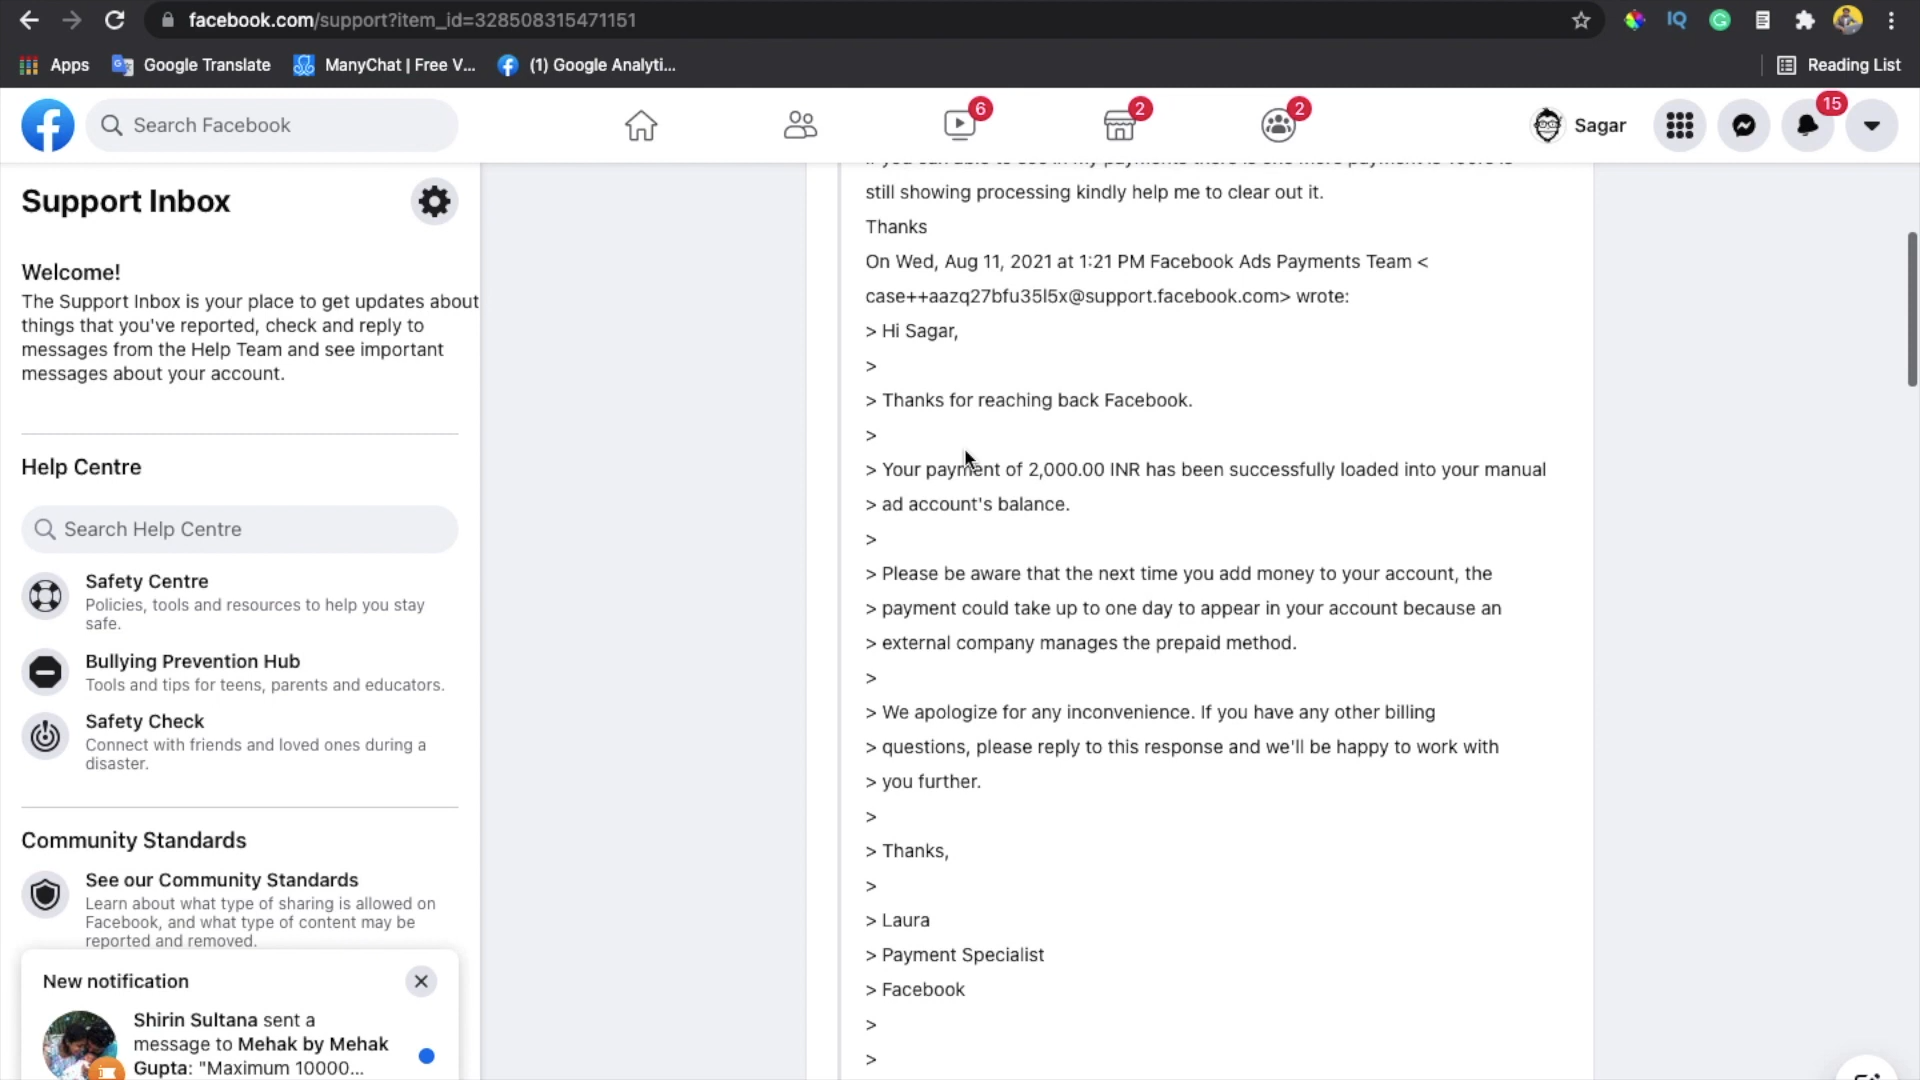 facebook.com/support?item_id=328508315471151
Apps
Google Translate
ManyChat | Free V...
(1) Google Analyti...
Reading List
Search Facebook
6
2
2
Sagar
15
Support Inbox
Welcome!
The Support Inbox is your place to get updates about
things that you've reported, check and reply to
messages from the Help Team and see important
messages about your account.
Help Centre
Search Help Centre
Safety Centre
Policies, tools and resources to help you stay
safe.
Bullying Prevention Hub
Tools and tips for teens, parents and educators.
Safety Check
Connect with friends and loved ones during a
disaster.
Community Standards
See our Community Standards
Learn about what type of sharing is allowed on
Facebook, and what type of content may be
reported and removed.
New notification
Shirin Sultana sent a
message to Mehak by Mehak
Gupta: "Maximum 10000...
still showing processing kindly help me to clear out it.
Thanks
On Wed, Aug 11, 2021 at 1:21 PM Facebook Ads Payments Team <
case++aazq27bfu35l5x@support.facebook.com> wrote:
> Hi Sagar,
>
> Thanks for reaching back Facebook.
>
> Your payment of 2,000.00 INR has been successfully loaded into your manual
> ad account's balance.
>
> Please be aware that the next time you add money to your account, the
> payment could take up to one day to appear in your account because an
> external company manages the prepaid method.
>
> We apologize for any inconvenience. If you have any other billing
> questions, please reply to this response and we'll be happy to work with
> you further.
>
> Thanks,
>
> Laura
> Payment Specialist
> Facebook
>
>